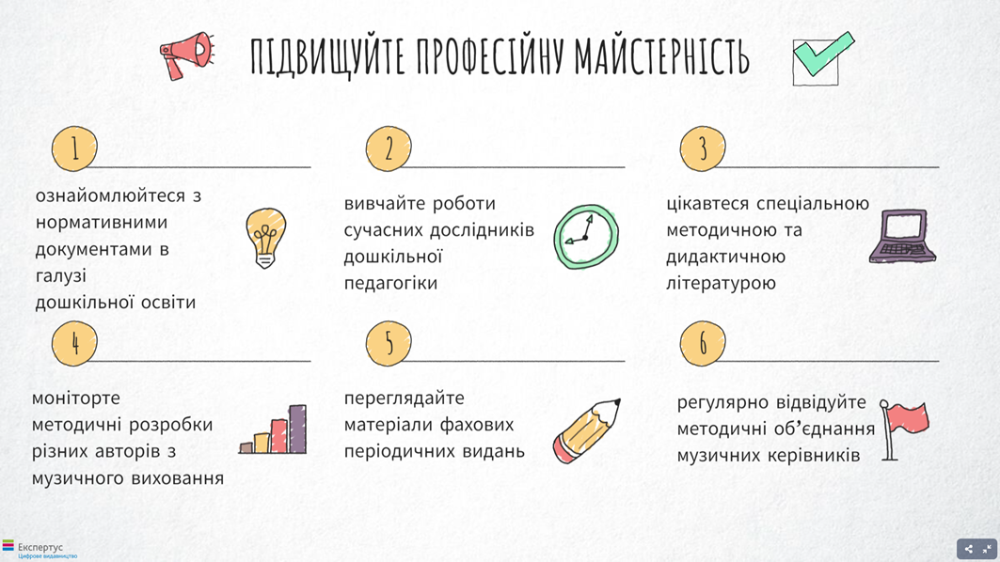 ПІДВИЩУЙТЕ ПРОФЕСІЙНУ МАЙСТЕРНІСТЬ
1
ознайомлюйтеся з
нормативними
документами в
галузі
дошкільної освіти
2
вивчайте роботи
сучасних дослідників
дошкільної
педагогіки
3
цікавтеся спеціальною
методичною та
дидактичною
літературою
4
моніторте
методичні розробки
різних авторів з
музичного виховання
5
переглядайте
матеріали фахових
періодичних видань
6
регулярно відвідуйте
методичні об’єднання
музичних керівників
Експертус
Цифрове видавництво